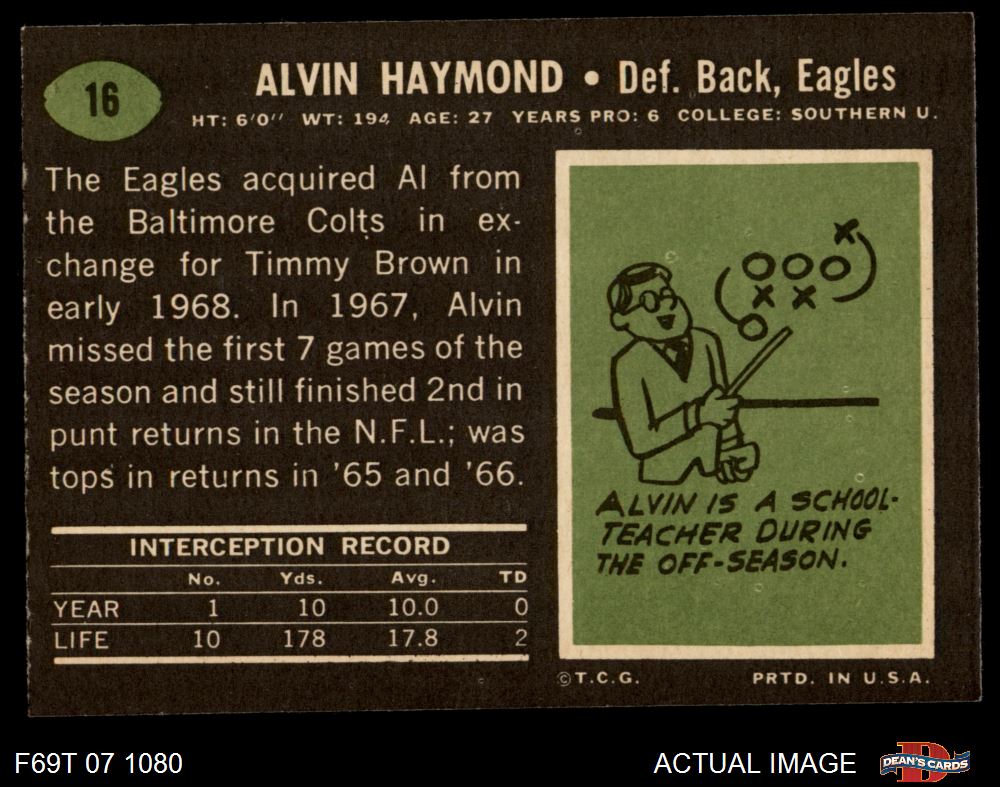 16
ALVIN HAYMOND • Def. Back, Eagles
HT: 6'0'' WT: 194 AGE: 27 YEARS PRO: 6 COLLEGE: SOUTHERN U.
The Eagles acquired Al from
the Baltimore Colts in ex-
change for Timmy Brown in
early 1968. In 1967, Alvin
missed the first 7 games of the
season and still finished 2nd in
punt returns in the N.F.L.; was
tops in returns in '65 and '66.
INTERCEPTION RECORD
No. Yds. Avg. TD
YEAR 1 10 10.0 0
LIFE 10 178 17.8 2
X
O O O
X X
O
ALVIN IS A SCHOOL-
TEACHER DURING
THE OFF-SEASON.
©T.C.G. PRTD. IN U.S.A.
F69T 07 1080 ACTUAL IMAGE
D
DEAN'S CARDS